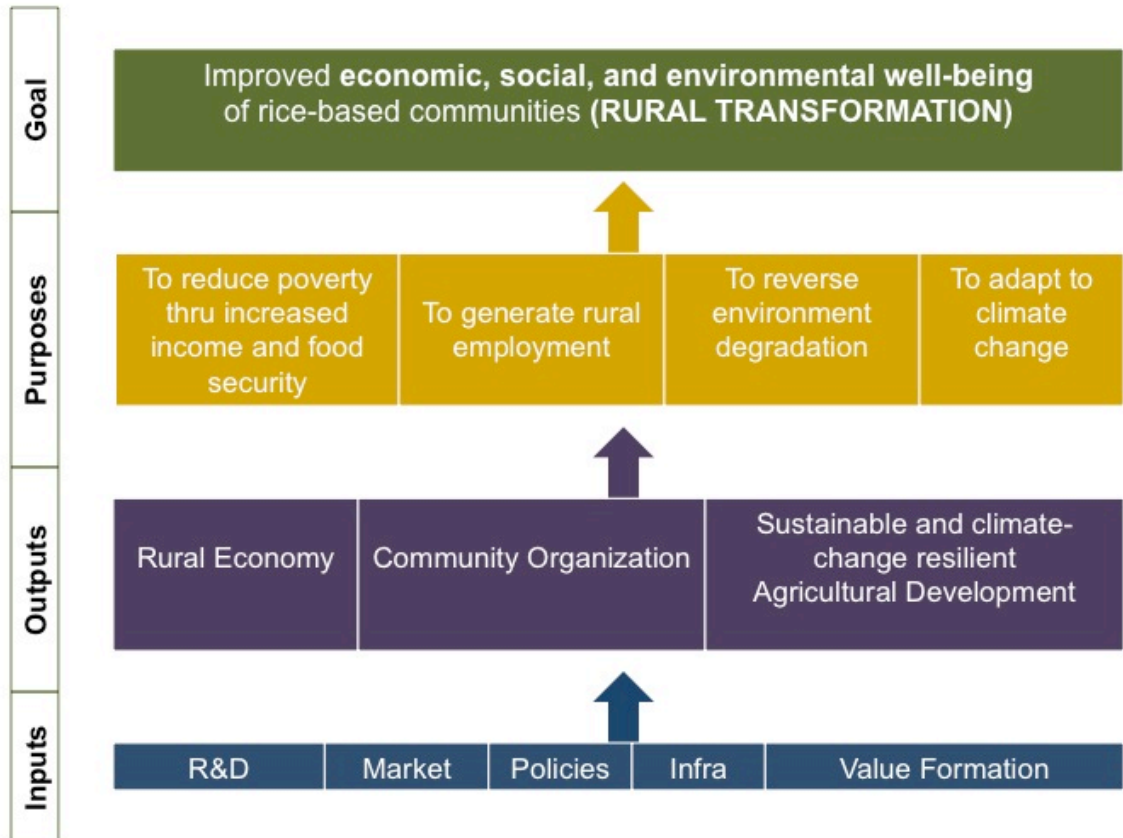 Goal
Improved economic, social, and environmental well-being
of rice-based communities (RURAL TRANSFORMATION)
Purposes
To reduce poverty
thru increased
income and food
security
To generate rural
employment
To reverse
environment
degradation
To adapt to
climate
change
Outputs
Rural Economy
Community Organization
Sustainable and climate-
change resilient
Agricultural Development
Inputs
R&D
Market
Policies
Infra
Value Formation